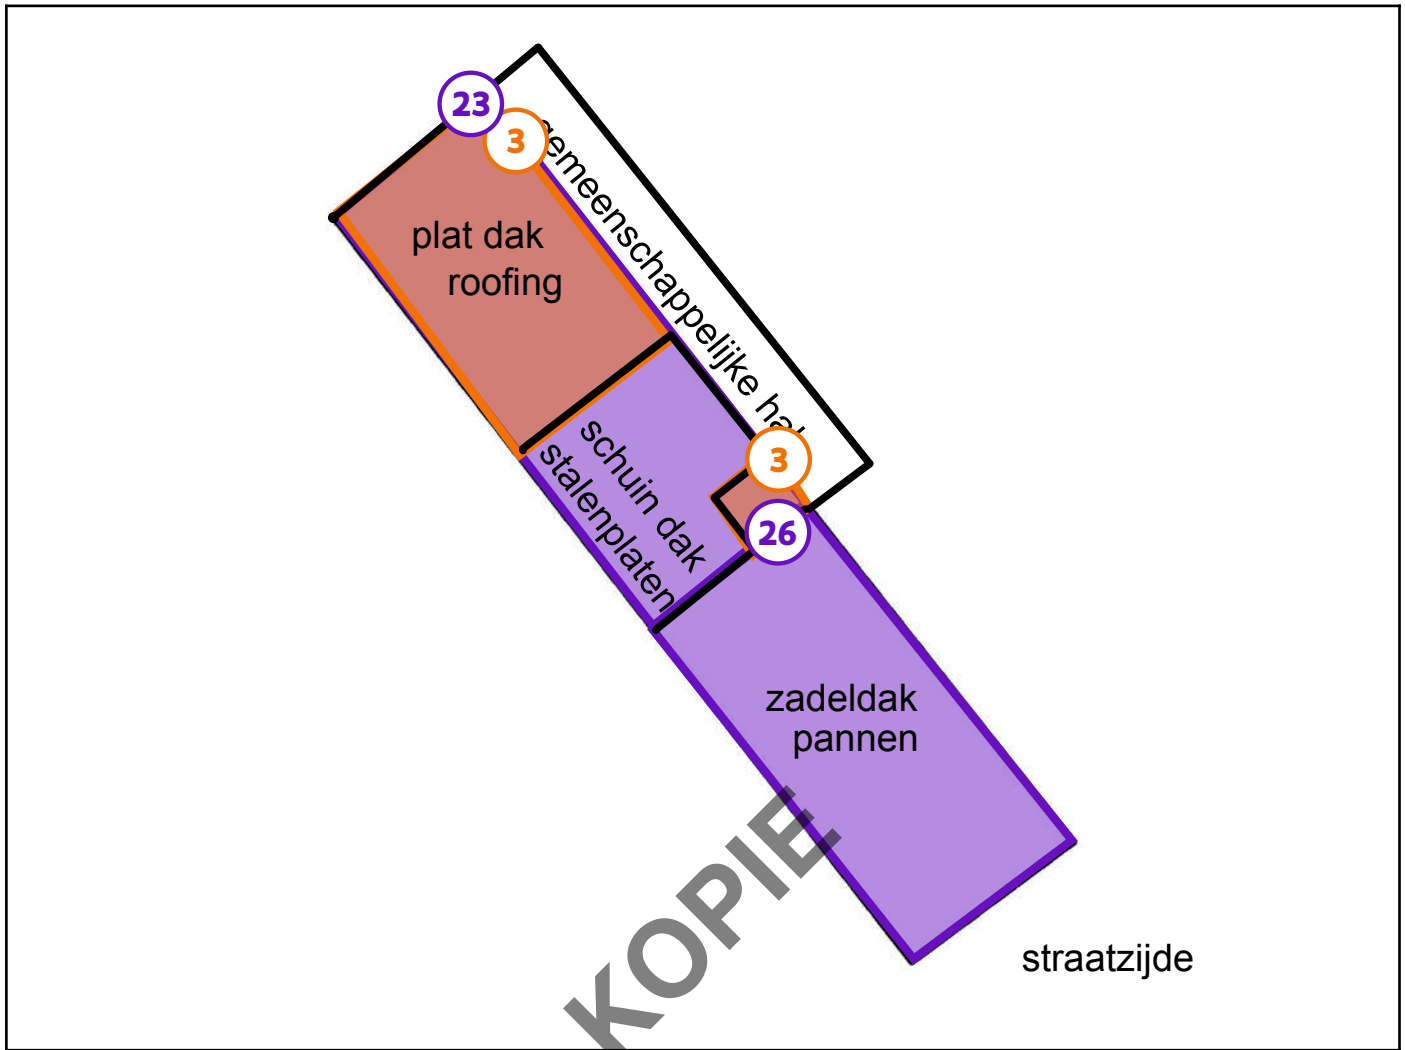 23
3
gemeenschappelijke hal
plat dak
roofing
schuin dak
stalenplaten
3
26
zadeldak
pannen
KOPIE
straatzijde